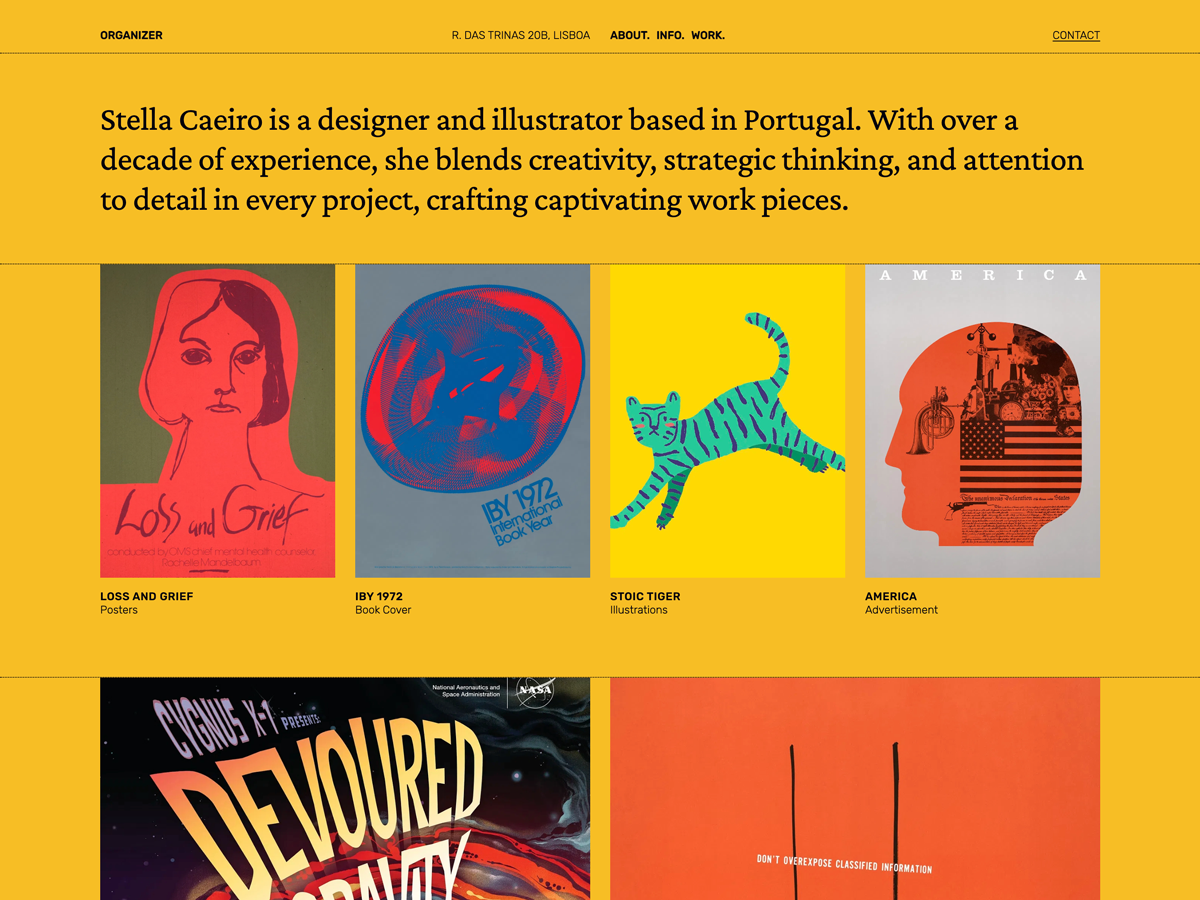 ORGANIZER
R. DAS TRINAS 20B, LISBOA
ABOUT. INFO. WORK.
CONTACT
Stella Caeiro is a designer and illustrator based in Portugal. With over a
decade of experience, she blends creativity, strategic thinking, and attention
to detail in every project, crafting captivating work pieces.
Loss and Grief
conducted by OMS chief mental health counselor,
Rachelle Mandelbaum
IBY 1972
International
Book Year
AMERICA
LOSS AND GRIEF
Posters
IBY 1972
Book Cover
STOIC TIGER
Illustrations
AMERICA
Advertisement
CYGNUS X-1 PRESENTS:
DEVOURED
GRAVITY
National Aeronautics and
Space Administration
NASA
DON'T OVEREXPOSE CLASSIFIED INFORMATION